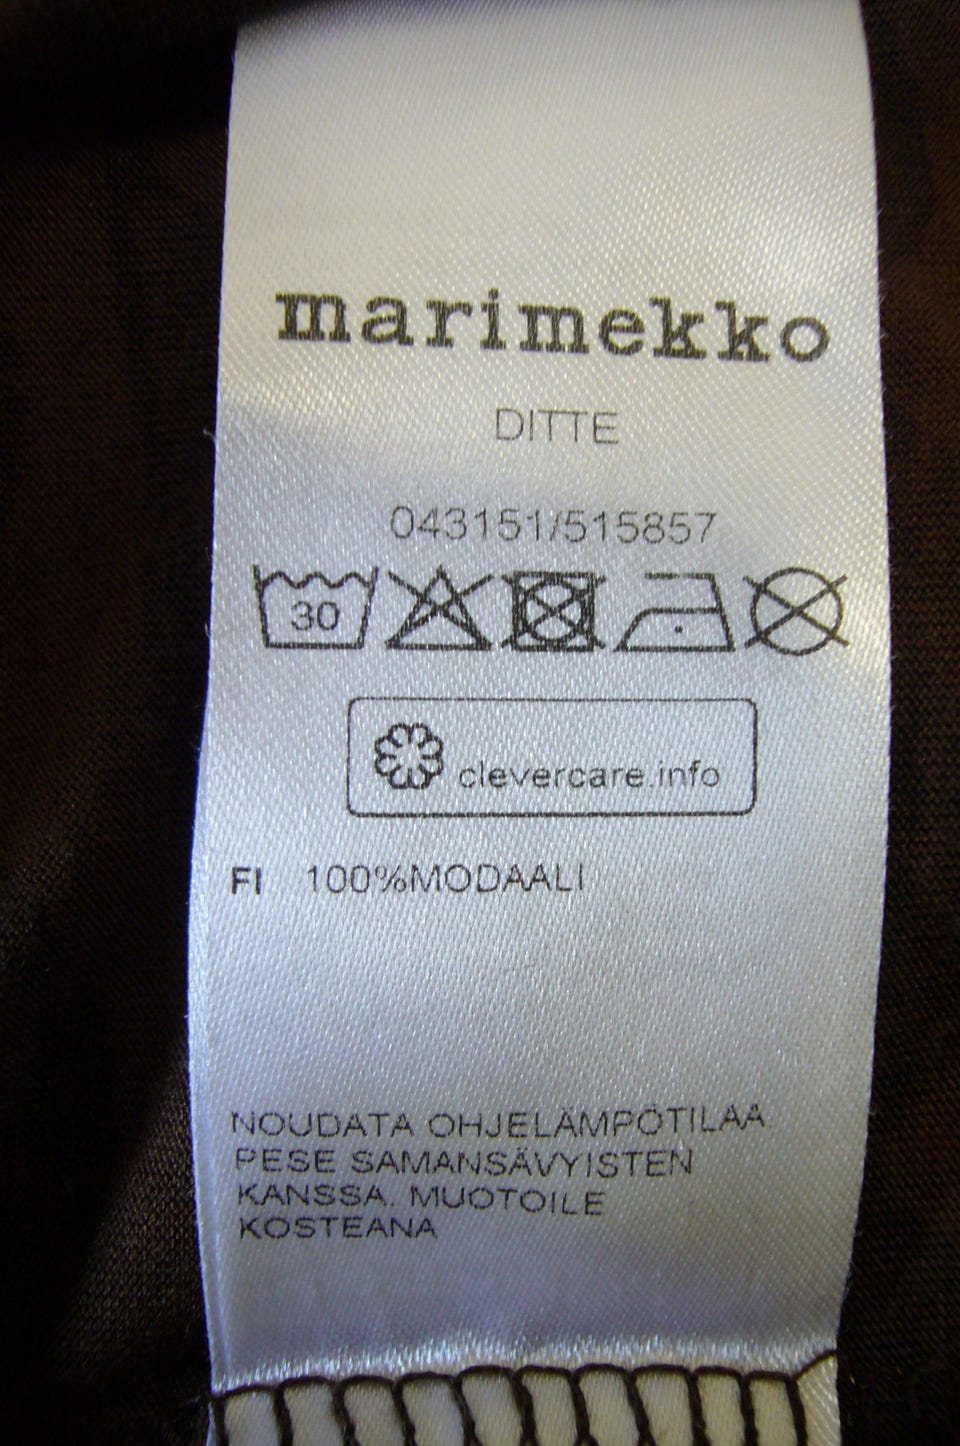 marimekko
DITTE
043151/515857
30
clevercare.info
FI 100%MODAALI
NOUDATA OHJELÄMPÖTILAA
PESE SAMANSÄVYISTEN
KANSSA. MUOTOILE
KOSTEANA